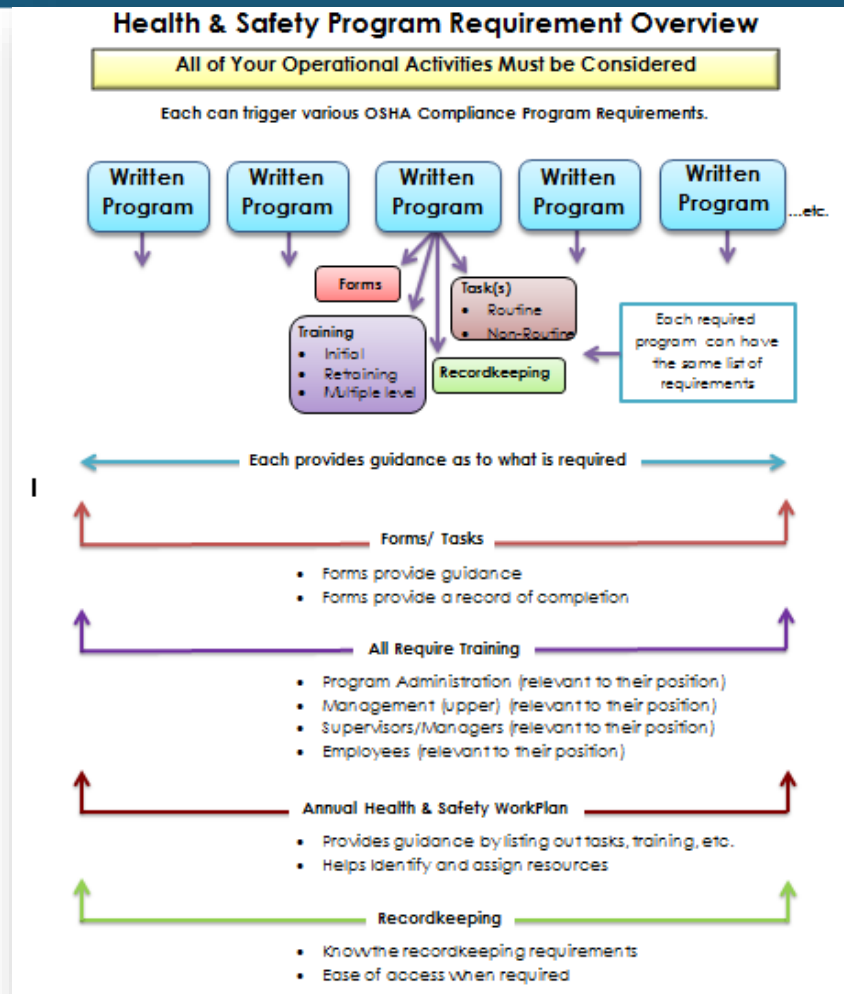 Health & Safety Program Requirement Overview
All of Your Operational Activities Must be Considered
Each can trigger various OSHA Compliance Program Requirements.
Written
Program
Written
Program
Written
Program
Written
Program
Written
Program
...etc.
Forms
Task(s)
• Routine
• Non-Routine
Training
• Initial
• Retraining
• Multiple level
Recordkeeping
Each required
program can have
the same list of
requirements
Each provides guidance as to what is required
I
Forms/ Tasks
• Forms provide guidance
• Forms provide a record of completion
All Require Training
• Program Administration (relevant to their position)
• Management (upper) (relevant to their position)
• Supervisors/Managers (relevant to their position)
• Employees (relevant to their position)
Annual Health & Safety WorkPlan
• Provides guidance by listing out tasks, training, etc.
• Helps identify and assign resources
Recordkeeping
• Know the recordkeeping requirements
• Ease of access when required